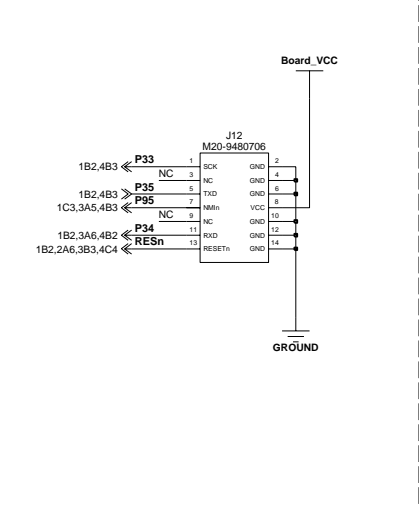 Board_VCC
J12
M20-9480706
1B2,4B3 P33 1 SCK GND 2
NC 3 NC GND 4
1B2,4B3 P35 5 TXD GND 6
1C3,3A5,4B3 P95 7 NMIn VCC 8
NC 9 NC GND 10
1B2,3A6,4B2 P34 11 RXD GND 12
1B2,2A6,3B3,4C4 RESn 13 RESETn GND 14
GROUND